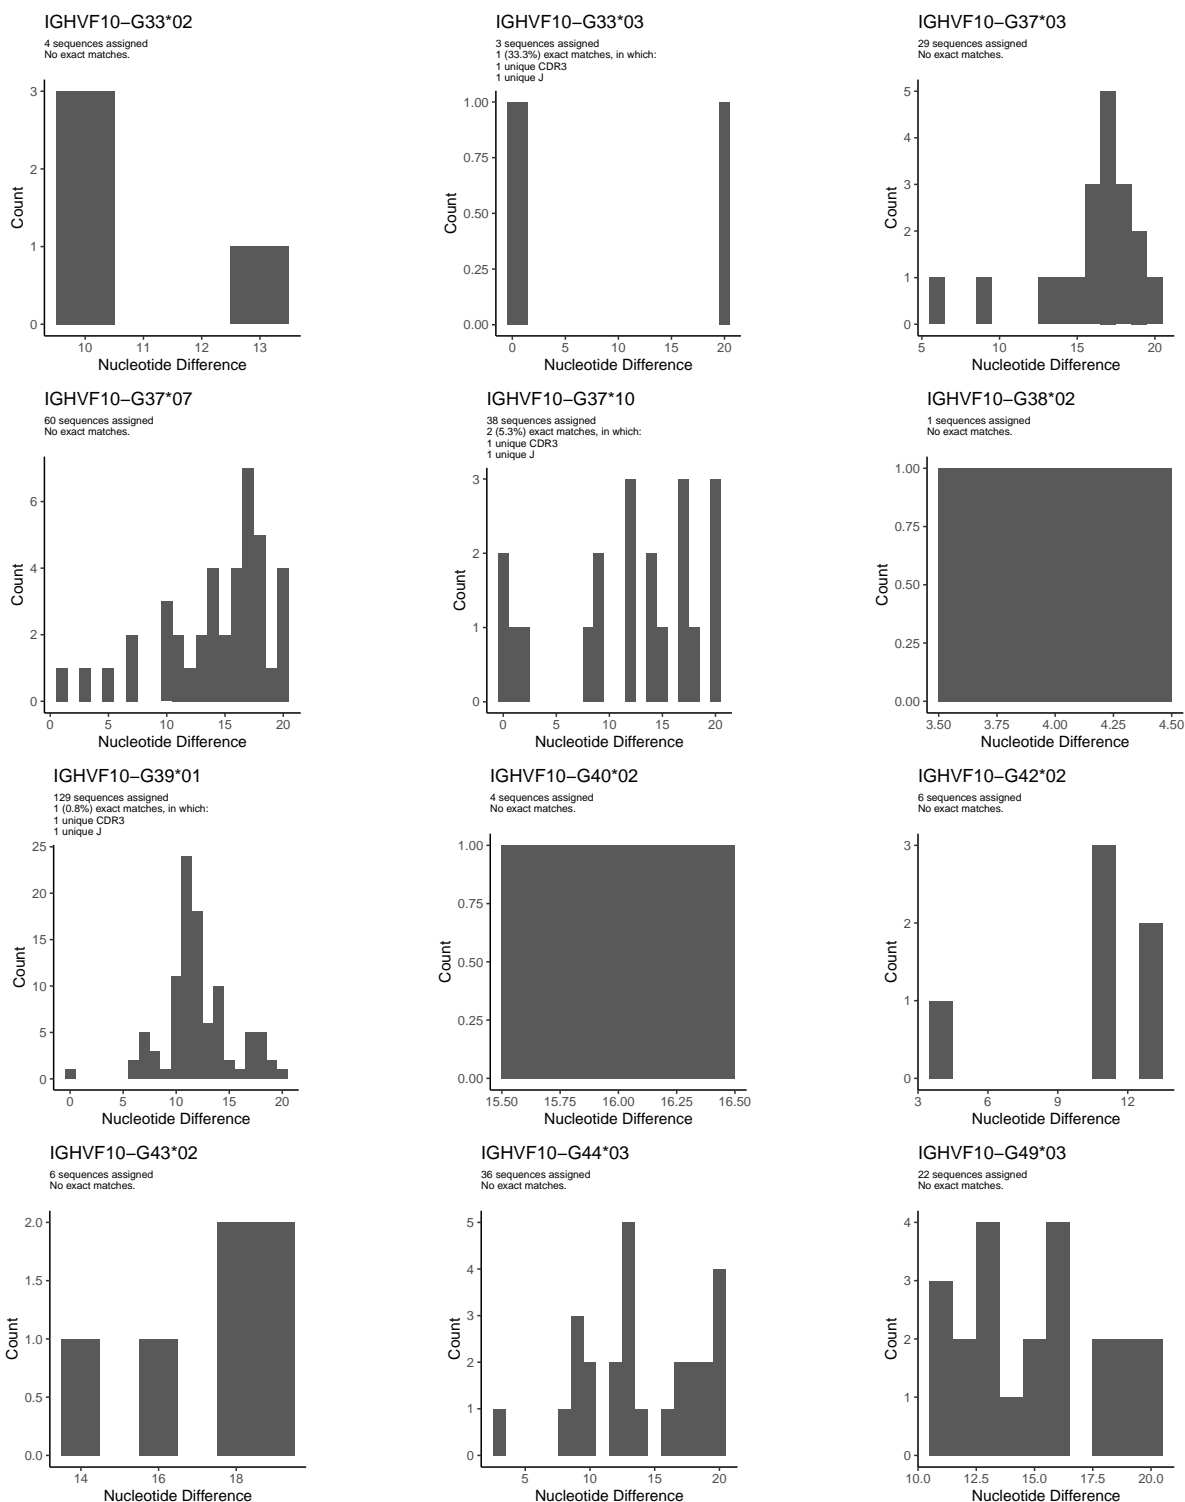 IGHVF10−G33*02
4 sequences assigned
No exact matches.
3
2
1
0
Count
10 11 12 13
Nucleotide Difference
IGHVF10−G33*03
3 sequences assigned
1 (33.3%) exact matches, in which:
1 unique CDR3
1 unique J
1.00
0.75
0.50
0.25
0.00
Count
0 5 10 15 20
Nucleotide Difference
IGHVF10−G37*03
29 sequences assigned
No exact matches.
5
4
3
2
1
0
Count
5 10 15 20
Nucleotide Difference
IGHVF10−G37*07
60 sequences assigned
No exact matches.
6
4
2
0
Count
0 5 10 15 20
Nucleotide Difference
IGHVF10−G37*10
38 sequences assigned
2 (5.3%) exact matches, in which:
1 unique CDR3
1 unique J
3
2
1
0
Count
0 5 10 15 20
Nucleotide Difference
IGHVF10−G38*02
1 sequences assigned
No exact matches.
1.00
0.75
0.50
0.25
0.00
Count
3.50 3.75 4.00 4.25 4.50
Nucleotide Difference
IGHVF10−G39*01
129 sequences assigned
1 (0.8%) exact matches, in which:
1 unique CDR3
1 unique J
25
20
15
10
5
0
Count
0 5 10 15 20
Nucleotide Difference
IGHVF10−G40*02
4 sequences assigned
No exact matches.
1.00
0.75
0.50
0.25
0.00
Count
15.50 15.75 16.00 16.25 16.50
Nucleotide Difference
IGHVF10−G42*02
6 sequences assigned
No exact matches.
3
2
1
0
Count
3 6 9 12
Nucleotide Difference
IGHVF10−G43*02
6 sequences assigned
No exact matches.
2.0
1.5
1.0
0.5
0.0
Count
14 16 18
Nucleotide Difference
IGHVF10−G44*03
36 sequences assigned
No exact matches.
5
4
3
2
1
0
Count
5 10 15 20
Nucleotide Difference
IGHVF10−G49*03
22 sequences assigned
No exact matches.
4
3
2
1
0
Count
10.0 12.5 15.0 17.5 20.0
Nucleotide Difference